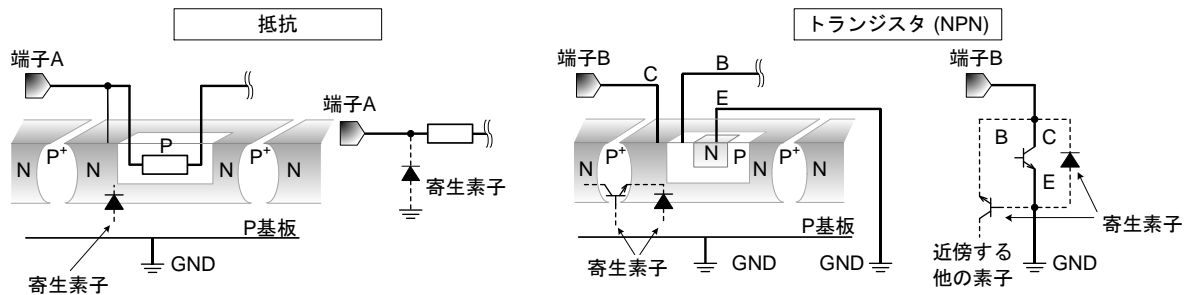 抵抗
トランジスタ (NPN)
端子A
N P+ N P N P+ N
寄生素子
P基板
GND
端子A
寄生素子
端子B
C
B
E
N P+ N N P N P+ N
寄生素子
P基板
GND
GND
端子B
B C
E
寄生素子
近傍する
他の素子
GND